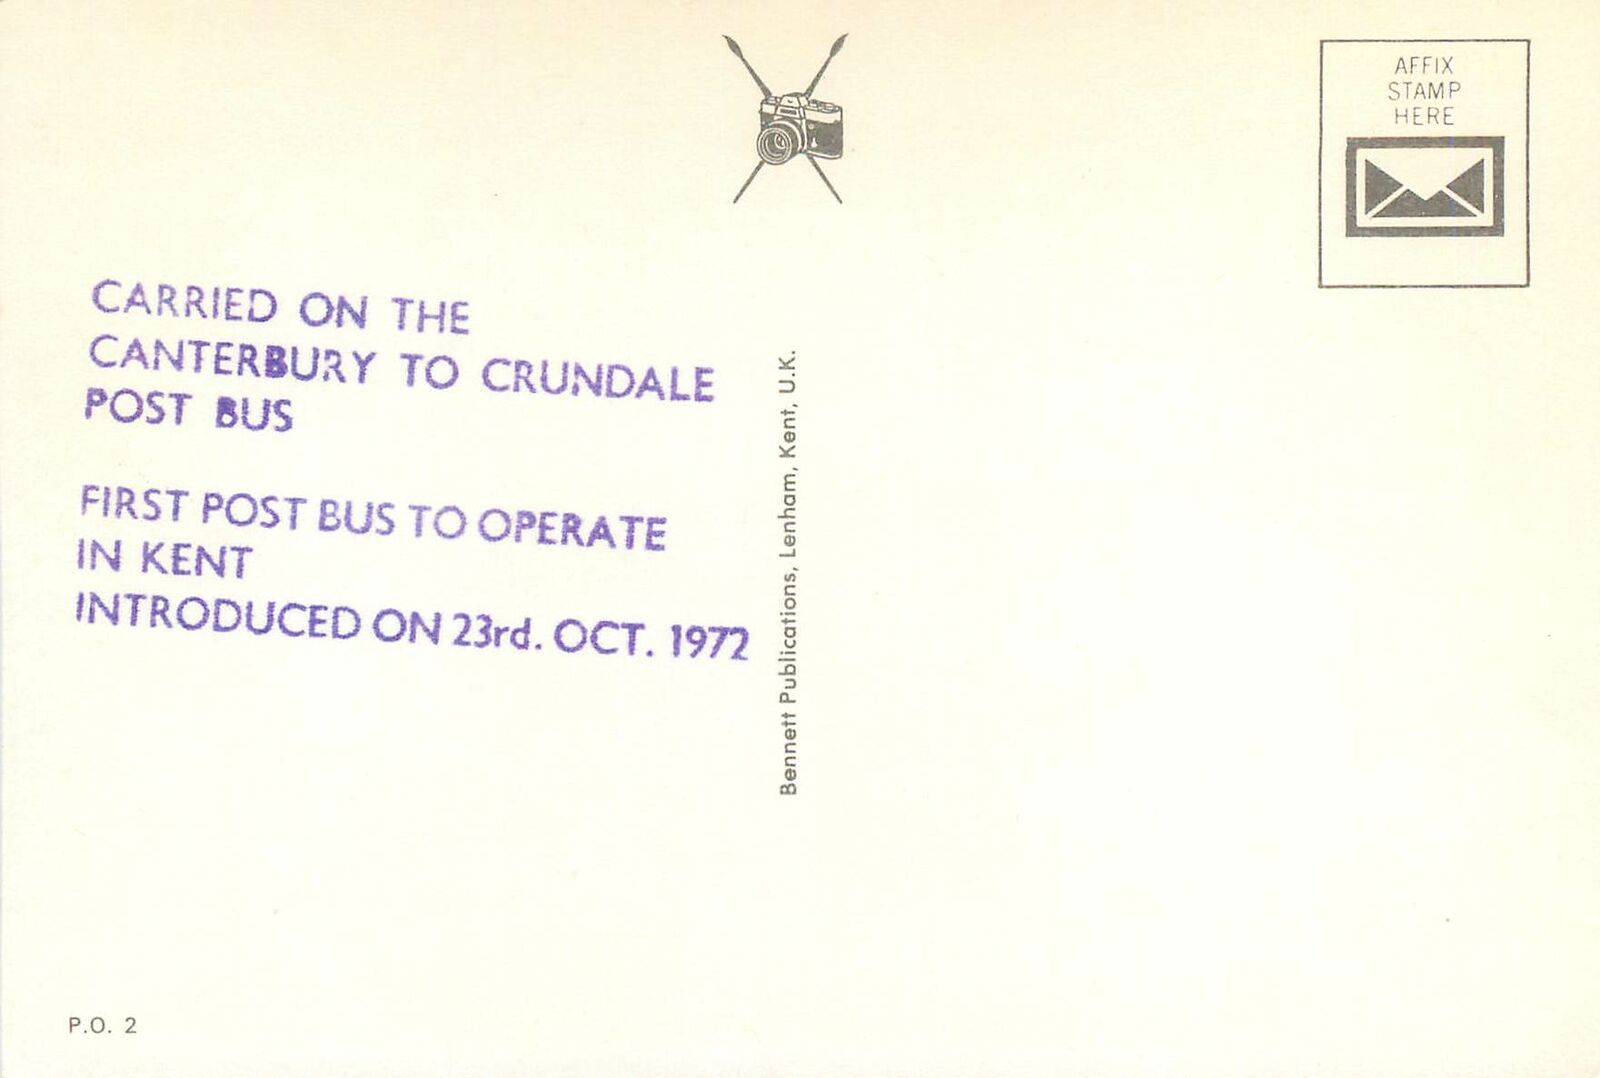 AFFIX
STAMP
HERE
CARRIED ON THE
CANTERBURY TO CRUNDALE
POST BUS
FIRST POST BUS TO OPERATE
IN KENT
INTRODUCED ON 23rd. OCT. 1972
Bennett Publications, Lenham, Kent, U.K.
P.O. 2